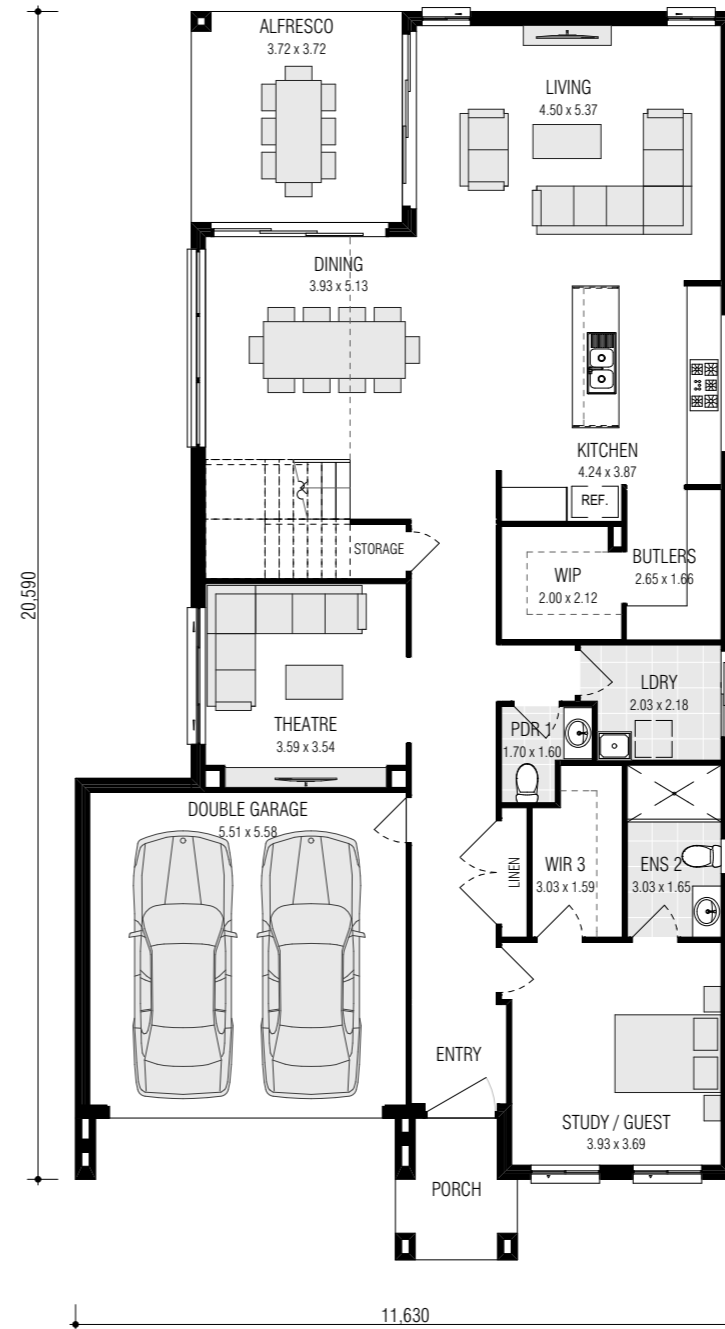 ALFRESCO
3.72 x 3.72
LIVING
4.50 x 5.37
DINING
3.93 x 5.13
KITCHEN
4.24 x 3.87
REF.
STORAGE
WIP
2.00 x 2.12
BUTLERS
2.65 x 1.66
20,590
LDRY
2.03 x 2.18
THEATRE
3.59 x 3.54
PDR 1
1.70 x 1.60
DOUBLE GARAGE
5.51 x 5.58
LINEN
WIR 3
3.03 x 1.59
ENS 2
3.03 x 1.65
ENTRY
STUDY / GUEST
3.93 x 3.69
PORCH
11,630